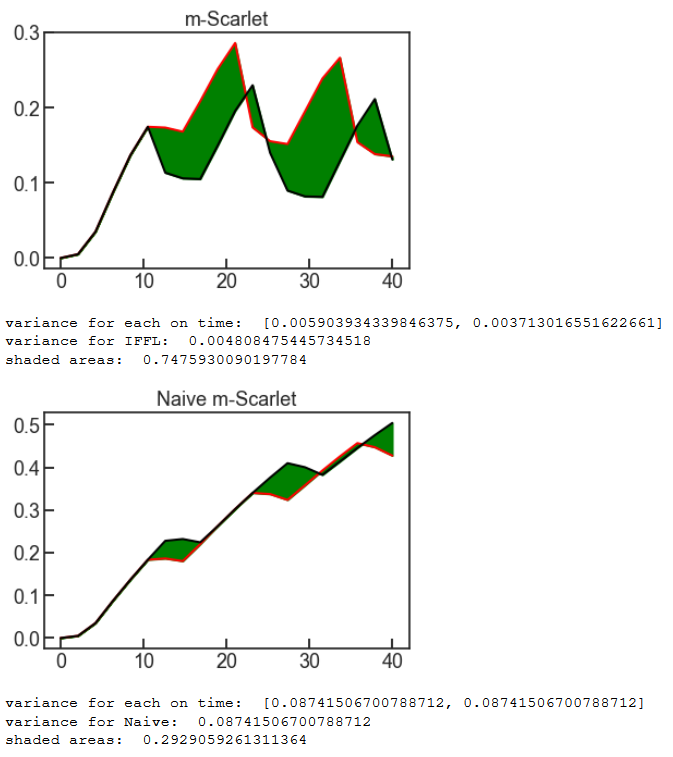 m-Scarlet
0.3
0.2
0.1
0.0
0 10 20 30 40
variance for each on time: [0.005903934339846375, 0.003713016551622661]
variance for IFFL: 0.004808475445734518
shaded areas: 0.7475930090197784
Naive m-Scarlet
0.5
0.4
0.3
0.2
0.1
0.0
0 10 20 30 40
variance for each on time: [0.08741506700788712, 0.08741506700788712]
variance for Naive: 0.08741506700788712
shaded areas: 0.2929059261311364